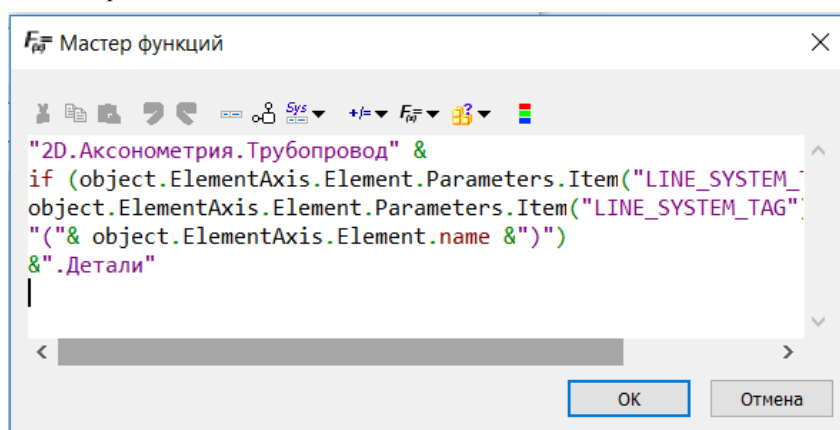 Мастер функций
Sys
+/=
F(x)
"2D.Аксонометрия.Трубопровод" &
if (object.ElementAxis.Element.Parameters.Item("LINE_SYSTEM_
object.ElementAxis.Element.Parameters.Item("LINE_SYSTEM_TAG")
"("& object.ElementAxis.Element.name &")")
&".Детали"
OK
Отмена